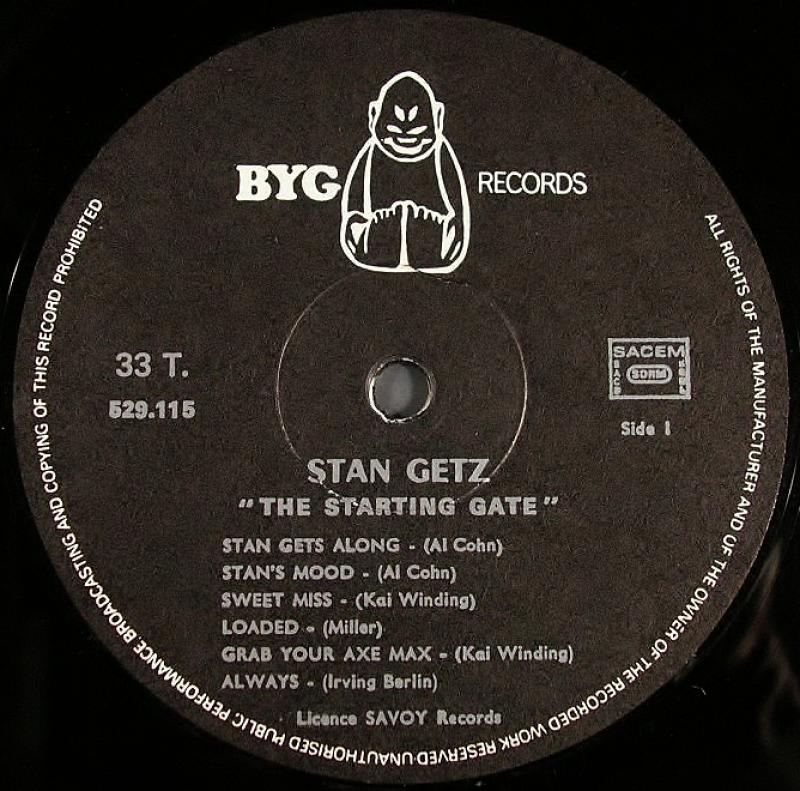 BYG RECORDS
ALL RIGHTS OF THE MANUFACTURER AND OF THE OWNER OF THE RECORDED WORK RESERVED-UNAUTHORISED PUBLIC PERFORMANCE BROADCASTING AND COPYING OF THIS RECORD PROHIBITED
33 T.
529.115
SACEM
SDRM
Side 1
STAN GETZ
"THE STARTING GATE"
STAN GETS ALONG - (Al Cohn)
STAN'S MOOD - (Al Cohn)
SWEET MISS - (Kai Winding)
LOADED - (Miller)
GRAB YOUR AXE MAX - (Kai Winding)
ALWAYS - (Irving Berlin)
Licence SAVOY Records